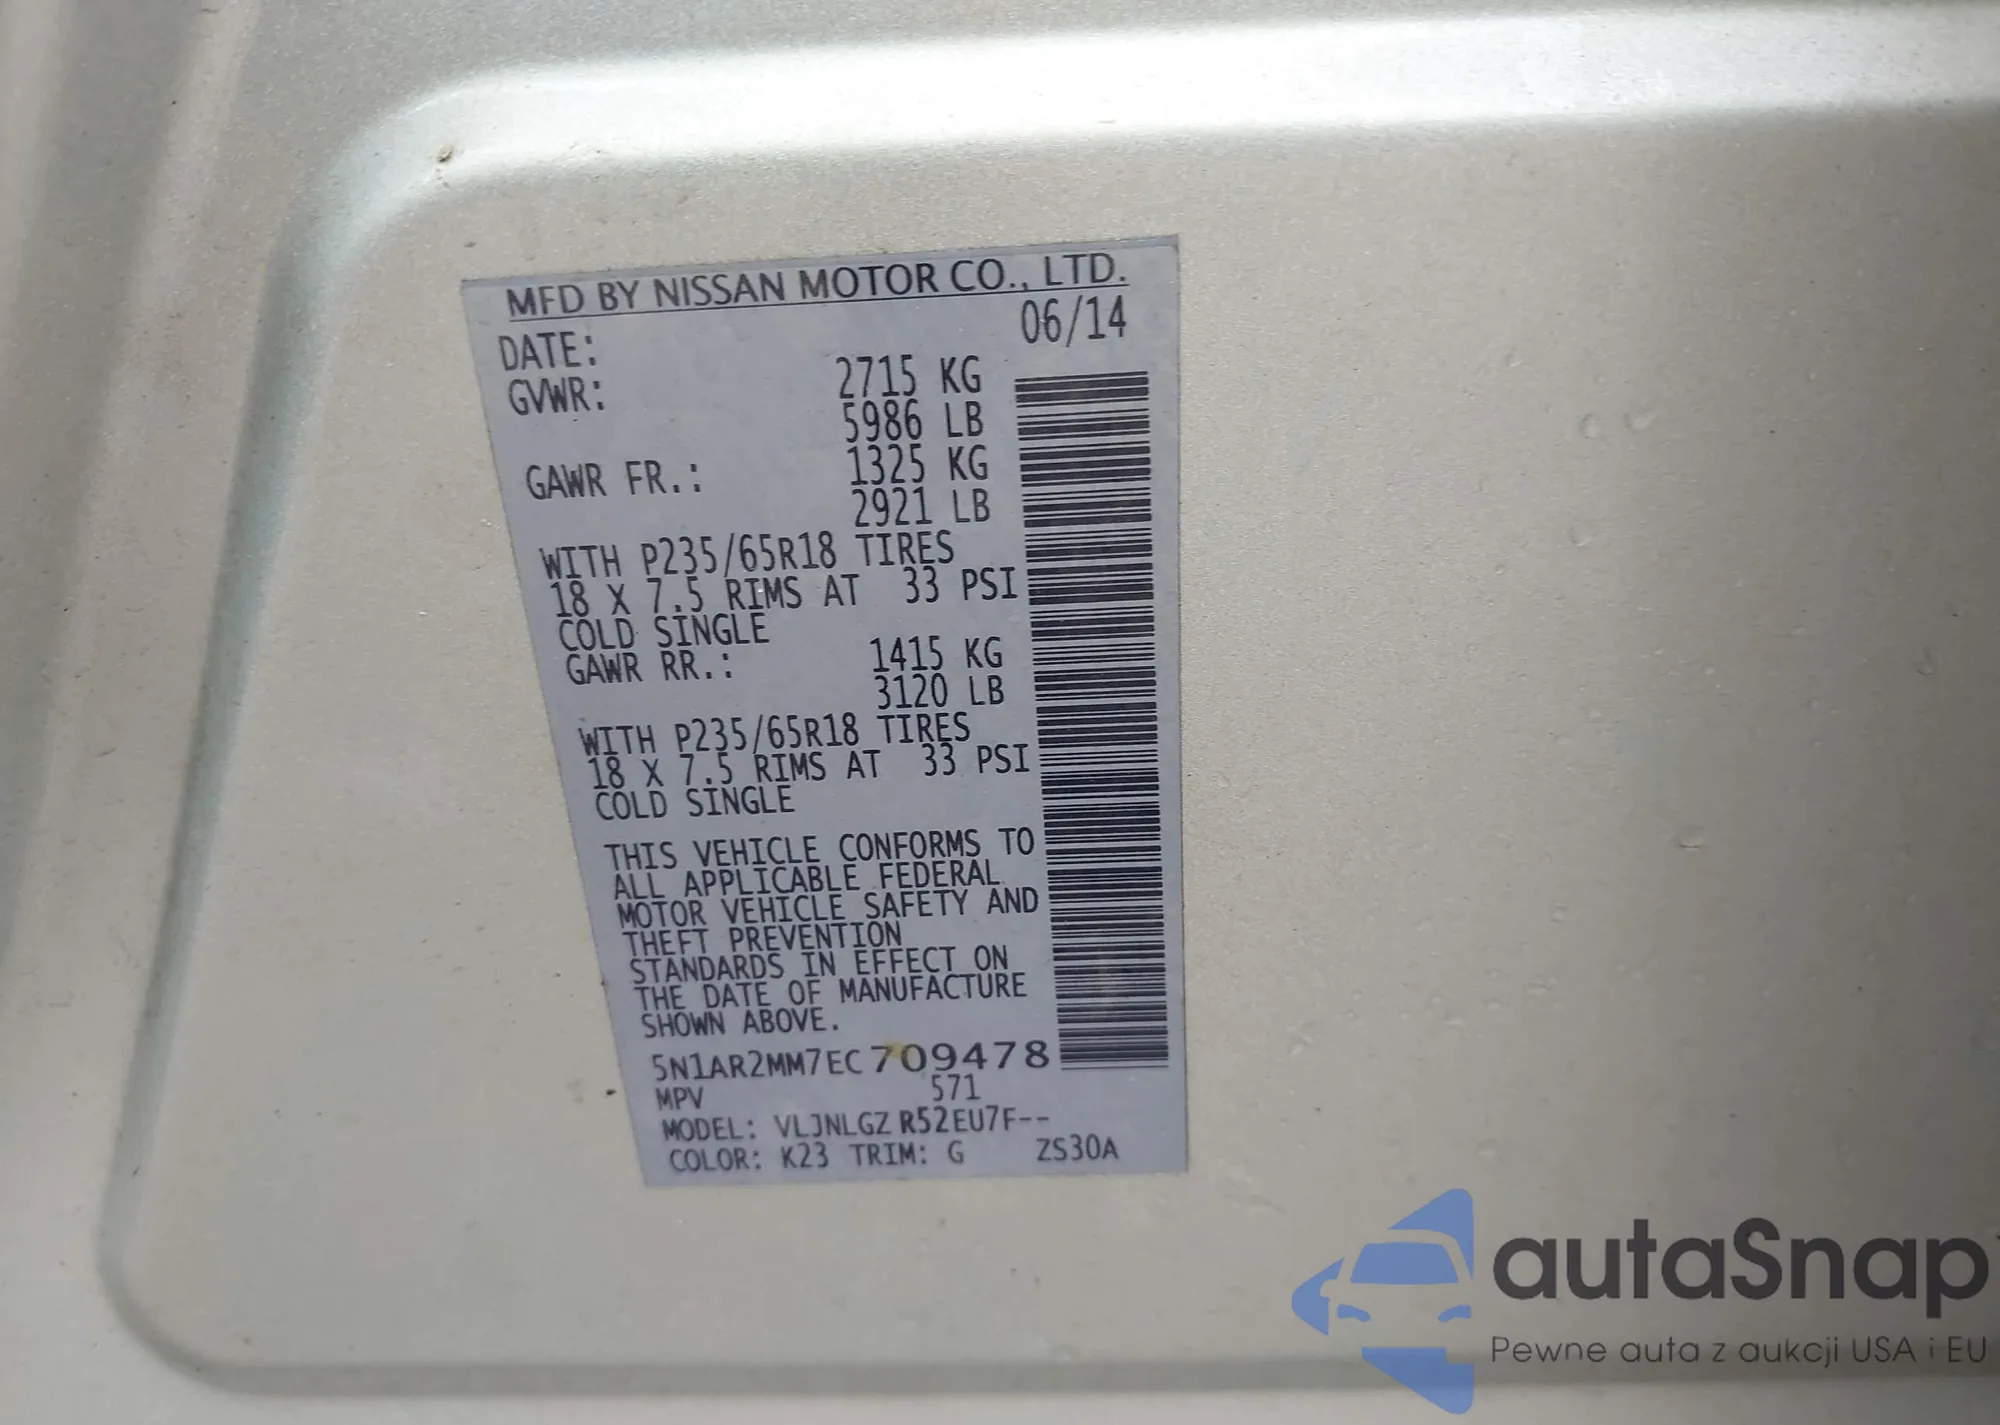 MFD BY NISSAN MOTOR CO., LTD.
DATE: 06/14
GVWR: 2715 KG
5986 LB
GAWR FR.: 1325 KG
2921 LB
WITH P235/65R18 TIRES
18 X 7.5 RIMS AT 33 PSI
COLD SINGLE
GAWR RR.: 1415 KG
3120 LB
WITH P235/65R18 TIRES
18 X 7.5 RIMS AT 33 PSI
COLD SINGLE
THIS VEHICLE CONFORMS TO
ALL APPLICABLE FEDERAL
MOTOR VEHICLE SAFETY AND
THEFT PREVENTION
STANDARDS IN EFFECT ON
THE DATE OF MANUFACTURE
SHOWN ABOVE.
5N1AR2MM7EC709478
MPV 571
MODEL: VLJNLGZ R52EU7F--
COLOR: K23 TRIM: G ZS30A
autaSnap
Pewne auta z aukcji USA i EU